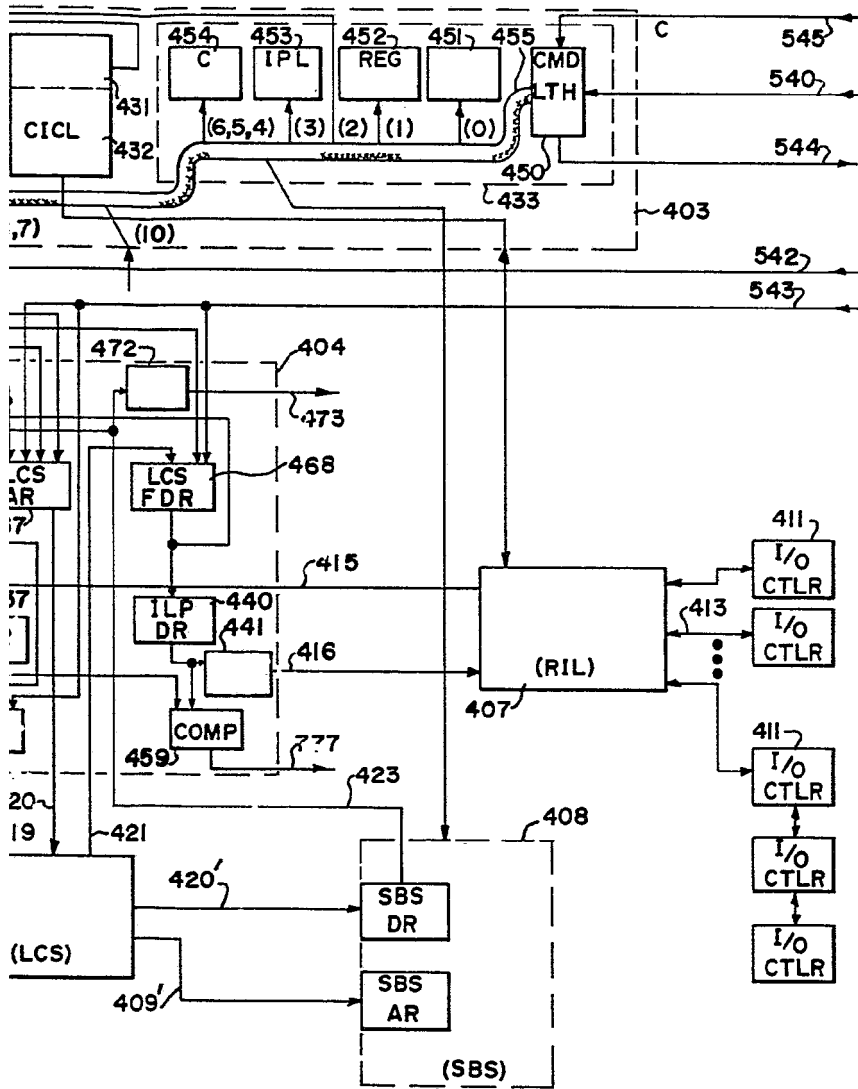 C
545
454
453
452
451
455
C
IPL
REG
CMD
LTH
540
431
CICL
432
(6,5,4)
(3)
(2)
(1)
(0)
450
544
433
403
,7)
(10)
542
543
472
404
473
LCS
AR
LCS
FDR
468
37
415
411
I/O
CTLR
37
ILP
DR
440
441
413
I/O
CTLR
416
(RIL)
407
COMP
459
777
411
I/O
CTLR
20
423
19
421
408
I/O
CTLR
420'
SBS
DR
(LCS)
I/O
CTLR
409'
SBS
AR
(SBS)